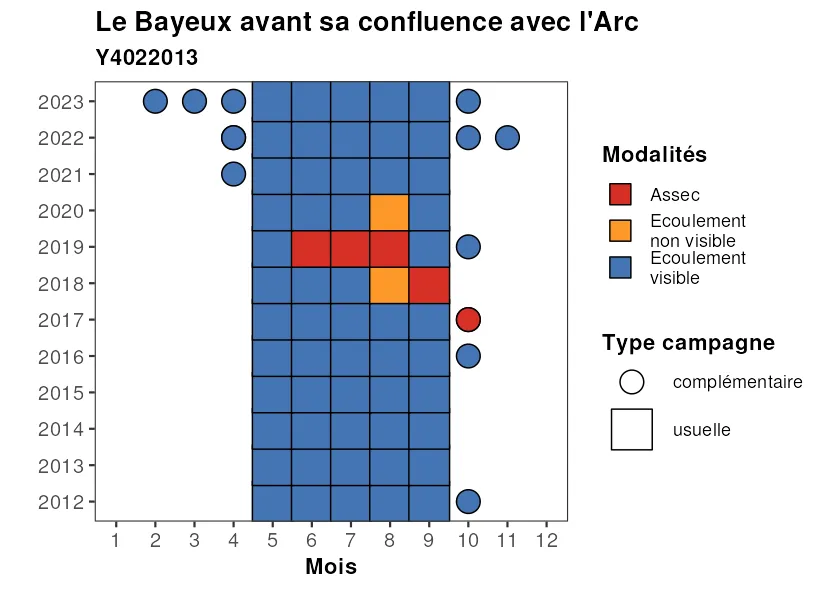 Le Bayeux avant sa confluence avec l'Arc
Y4022013
2023
2022
2021
2020
2019
2018
2017
2016
2015
2014
2013
2012
1 2 3 4 5 6 7 8 9 10 11 12
Mois
Modalités
Assec
Ecoulement
non visible
Ecoulement
visible
Type campagne
complémentaire
usuelle